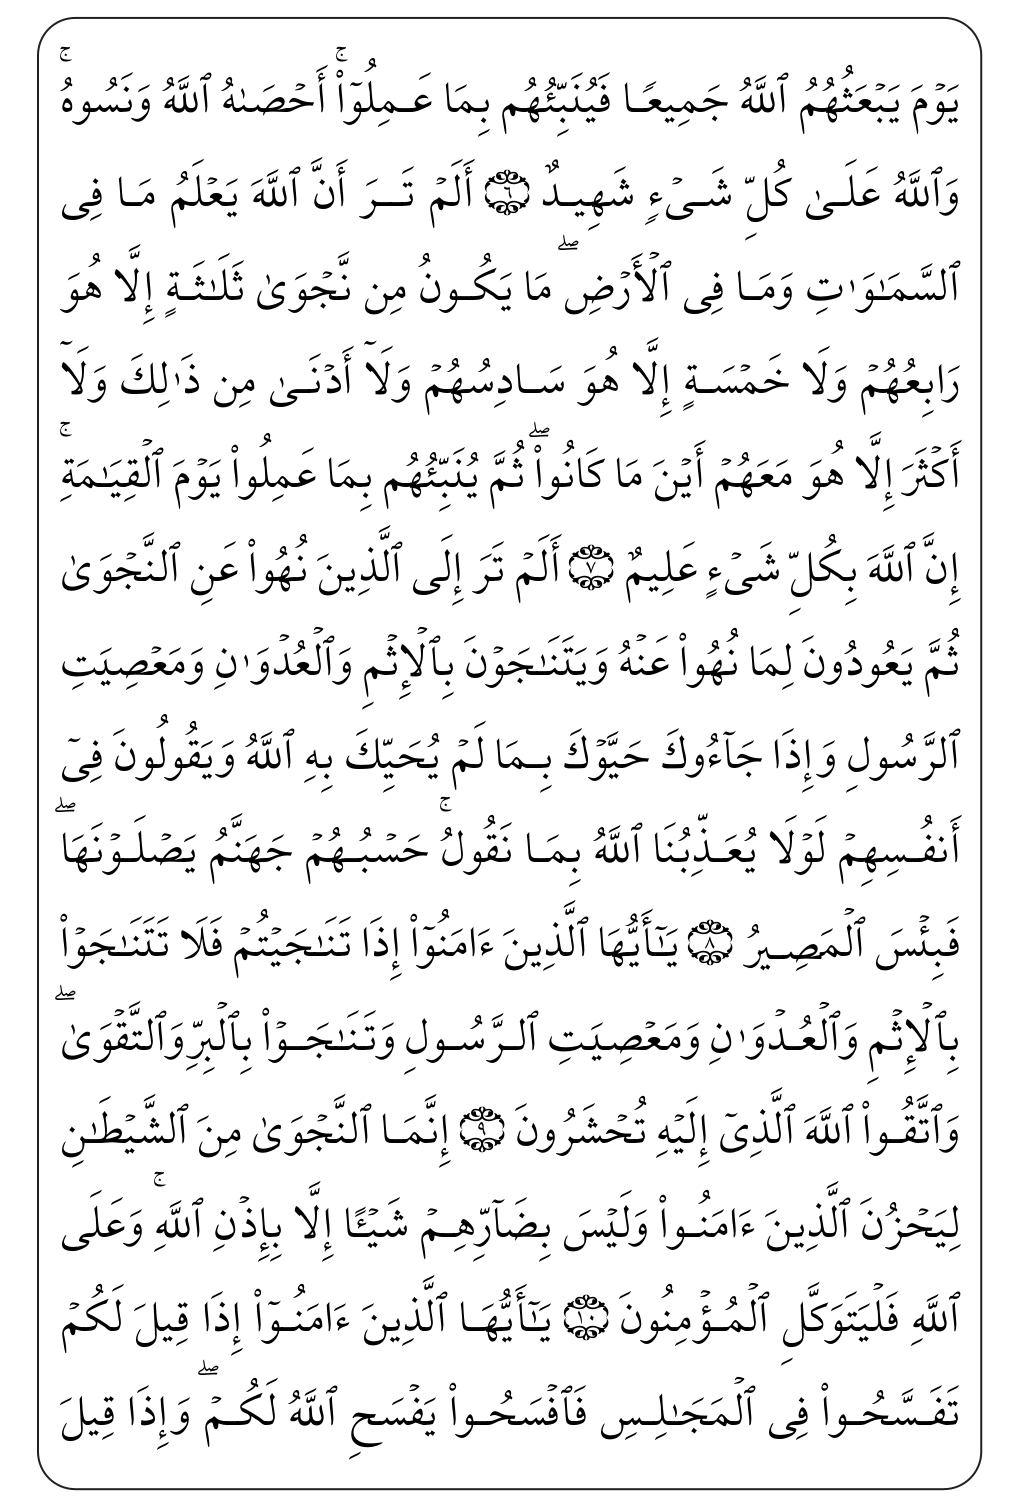 يَوۡمَ يَبۡعَثُهُمُ ٱللَّهُ جَمِيعٗا فَيُنَبِّئُهُم بِمَا عَمِلُوٓاْۚ أَحۡصَىٰهُ ٱللَّهُ وَنَسُوهُۚ
وَٱللَّهُ عَلَىٰ كُلِّ شَيۡءٖ شَهِيدٌ ٦ أَلَمۡ تَرَ أَنَّ ٱللَّهَ يَعۡلَمُ مَا فِي
ٱلسَّمَٰوَٰتِ وَمَا فِي ٱلۡأَرۡضِۖ مَا يَكُونُ مِن نَّجۡوَىٰ ثَلَٰثَةٍ إِلَّا هُوَ
رَابِعُهُمۡ وَلَا خَمۡسَةٍ إِلَّا هُوَ سَادِسُهُمۡ وَلَآ أَدۡنَىٰ مِن ذَٰلِكَ وَلَآ
أَكۡثَرَ إِلَّا هُوَ مَعَهُمۡ أَيۡنَ مَا كَانُواْۖ ثُمَّ يُنَبِّئُهُم بِمَا عَمِلُواْ يَوۡمَ ٱلۡقِيَٰمَةِۚ
إِنَّ ٱللَّهَ بِكُلِّ شَيۡءٍ عَلِيمٌ ٧ أَلَمۡ تَرَ إِلَى ٱلَّذِينَ نُهُواْ عَنِ ٱلنَّجۡوَىٰ
ثُمَّ يَعُودُونَ لِمَا نُهُواْ عَنۡهُ وَيَتَنَٰجَوۡنَ بِٱلۡإِثۡمِ وَٱلۡعُدۡوَٰنِ وَمَعۡصِيَتِ
ٱلرَّسُولِ وَإِذَا جَآءُوكَ حَيَّوۡكَ بِمَا لَمۡ يُحَيِّكَ بِهِ ٱللَّهُ وَيَقُولُونَ فِيٓ
أَنفُسِهِمۡ لَوۡلَا يُعَذِّبُنَا ٱللَّهُ بِمَا نَقُولُۚ حَسۡبُهُمۡ جَهَنَّمُ يَصۡلَوۡنَهَاۖ
فَبِئۡسَ ٱلۡمَصِيرُ ٨ يَٰٓأَيُّهَا ٱلَّذِينَ ءَامَنُوٓاْ إِذَا تَنَٰجَيۡتُمۡ فَلَا تَتَنَٰجَوۡاْ
بِٱلۡإِثۡمِ وَٱلۡعُدۡوَٰنِ وَمَعۡصِيَتِ ٱلرَّسُولِ وَتَنَٰجَوۡاْ بِٱلۡبِرِّ وَٱلتَّقۡوَىٰۖ
وَٱتَّقُواْ ٱللَّهَ ٱلَّذِيٓ إِلَيۡهِ تُحۡشَرُونَ ٩ إِنَّمَا ٱلنَّجۡوَىٰ مِنَ ٱلشَّيۡطَٰنِ
لِيَحۡزُنَ ٱلَّذِينَ ءَامَنُواْ وَلَيۡسَ بِضَآرِّهِمۡ شَيۡـًٔا إِلَّا بِإِذۡنِ ٱللَّهِۚ وَعَلَى
ٱللَّهِ فَلۡيَتَوَكَّلِ ٱلۡمُؤۡمِنُونَ ١٠ يَٰٓأَيُّهَا ٱلَّذِينَ ءَامَنُوٓاْ إِذَا قِيلَ لَكُمۡ
تَفَسَّحُواْ فِي ٱلۡمَجَٰلِسِ فَٱفۡسَحُواْ يَفۡسَحِ ٱللَّهُ لَكُمۡۖ وَإِذَا قِيلَ